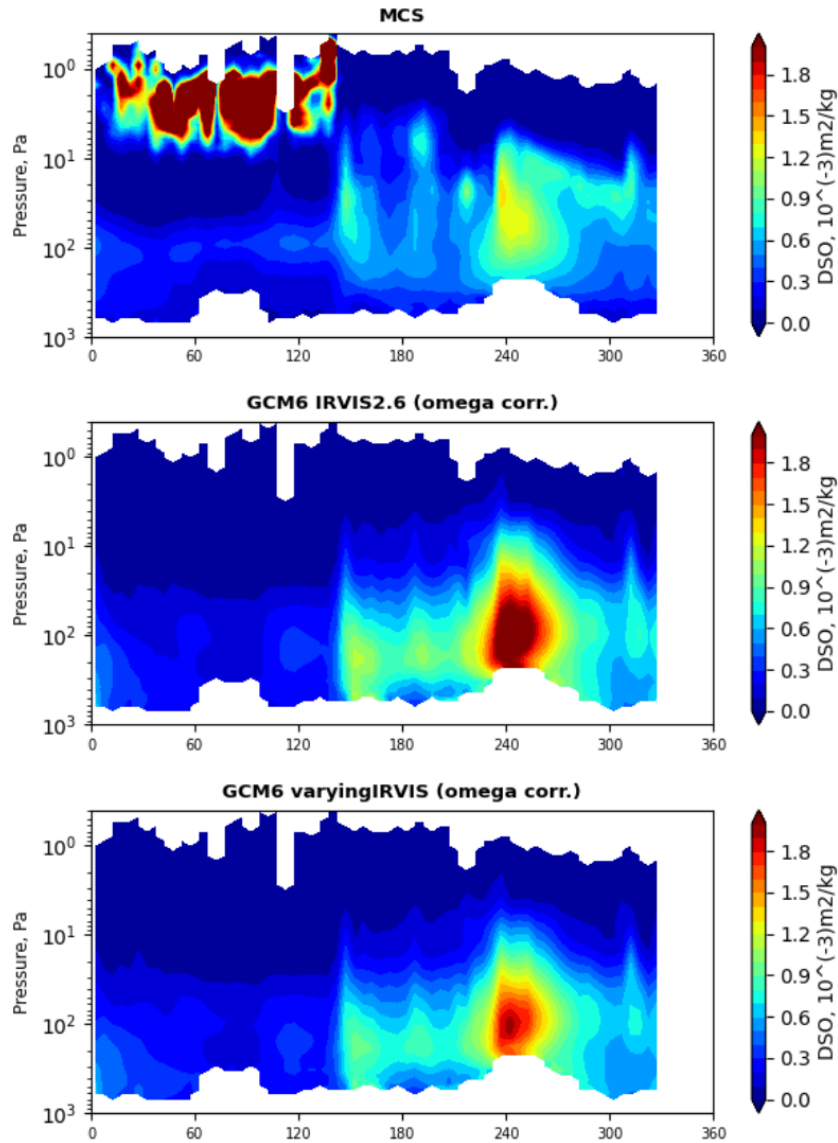 MCS
10^0
10^1
10^2
10^3
Pressure, Pa
0 60 120 180 240 300 360
1.8
1.5
1.2
0.9
0.6
0.3
0.0
DSO, 10^(-3)m2/kg
GCM6 IRVIS2.6 (omega corr.)
10^0
10^1
10^2
10^3
Pressure, Pa
0 60 120 180 240 300 360
1.8
1.5
1.2
0.9
0.6
0.3
0.0
DSO, 10^(-3)m2/kg
GCM6 varyingIRVIS (omega corr.)
10^0
10^1
10^2
10^3
Pressure, Pa
0 60 120 180 240 300 360
1.8
1.5
1.2
0.9
0.6
0.3
0.0
DSO, 10^(-3)m2/kg